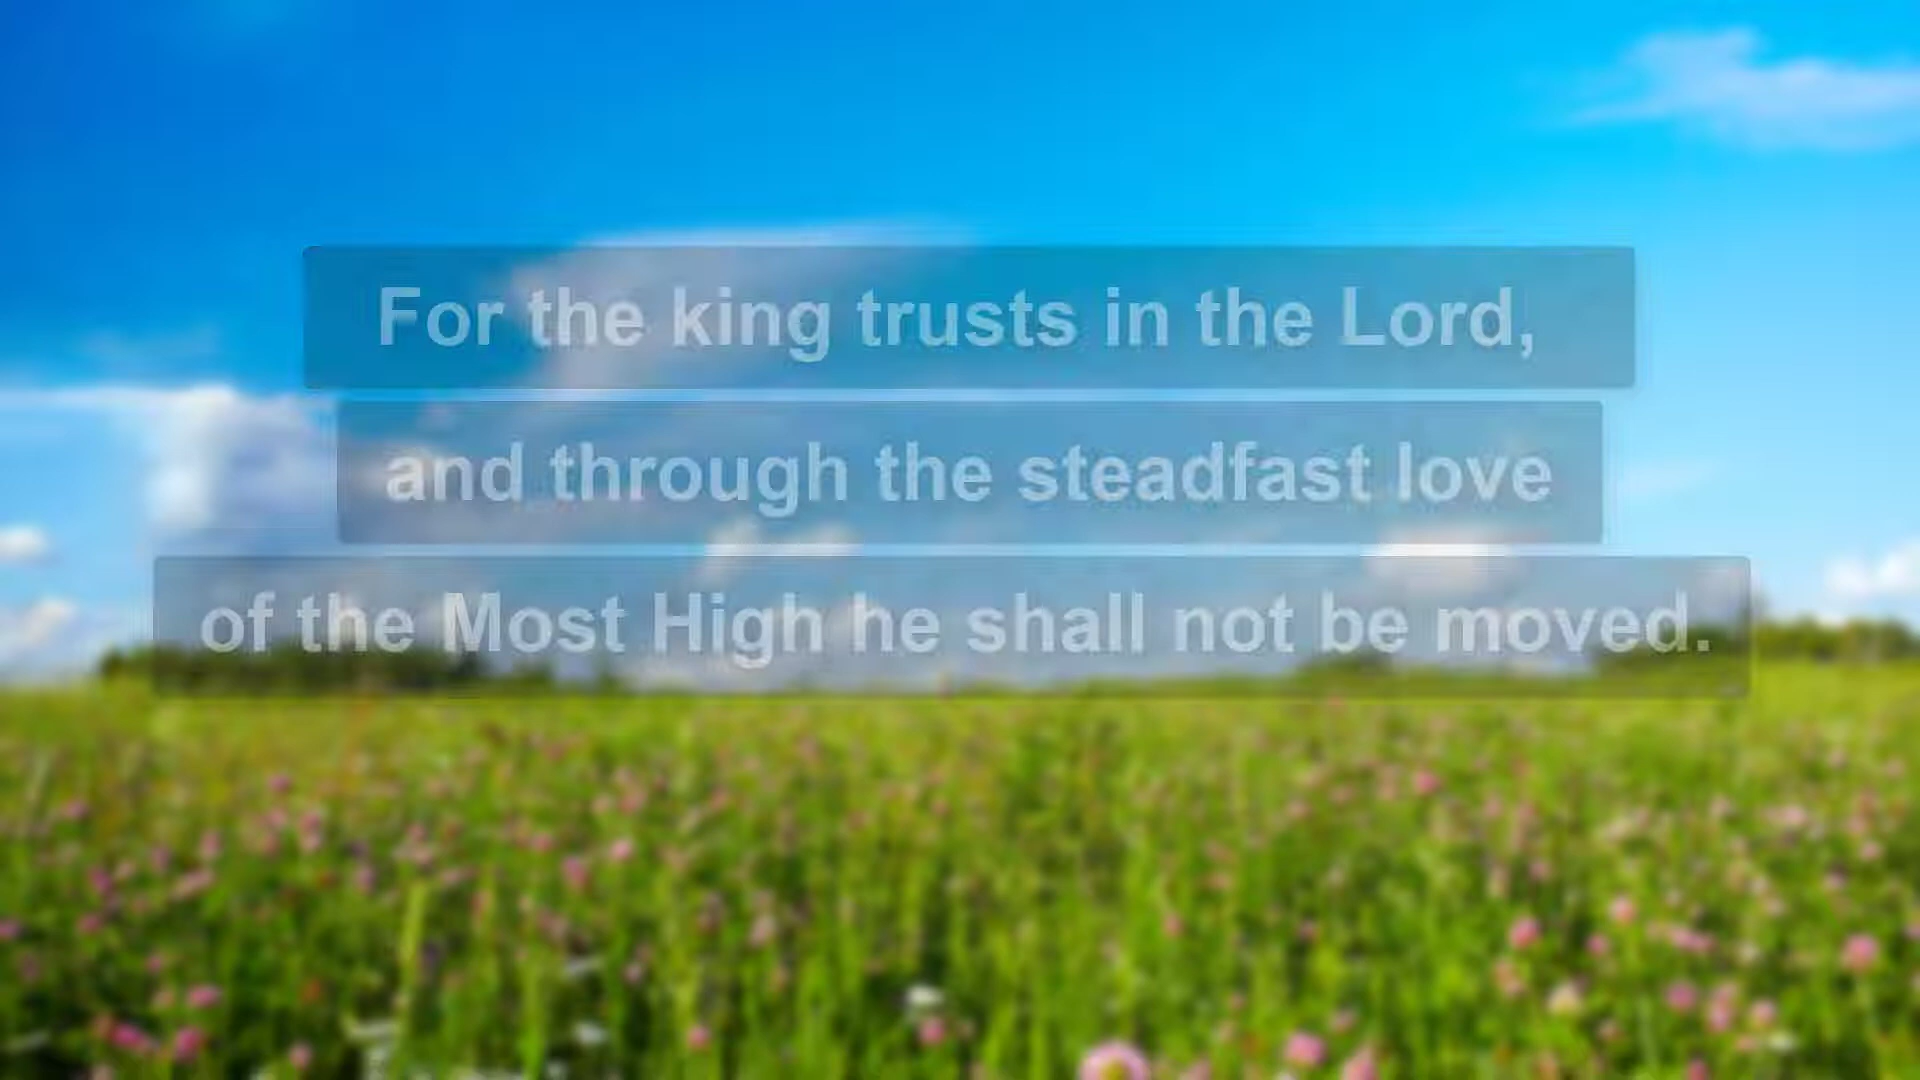 For the king trusts in the Lord,
and through the steadfast love
of the Most High he shall not be moved.